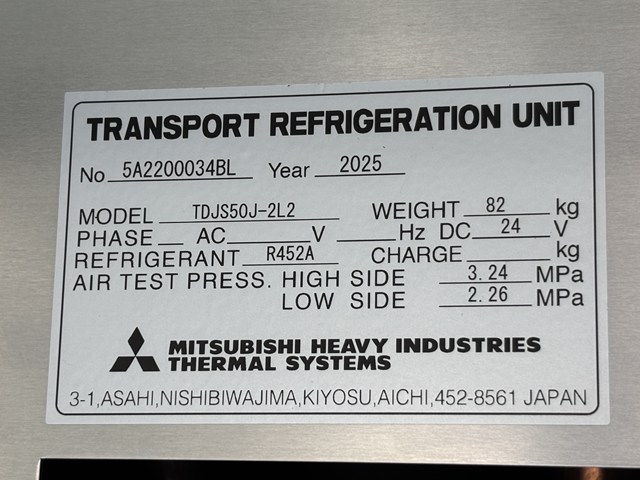 TRANSPORT REFRIGERATION UNIT
No 5A2200034BL Year 2025
MODEL TDJS50J-2L2 WEIGHT 82 kg
PHASE AC V Hz DC 24 V
REFRIGERANT R452A CHARGE kg
AIR TEST PRESS. HIGH SIDE 3.24 MPa
LOW SIDE 2.26 MPa
MITSUBISHI HEAVY INDUSTRIES
THERMAL SYSTEMS
3-1,ASAHI,NISHIBIWAJIMA,KIYOSU,AICHI,452-8561 JAPAN